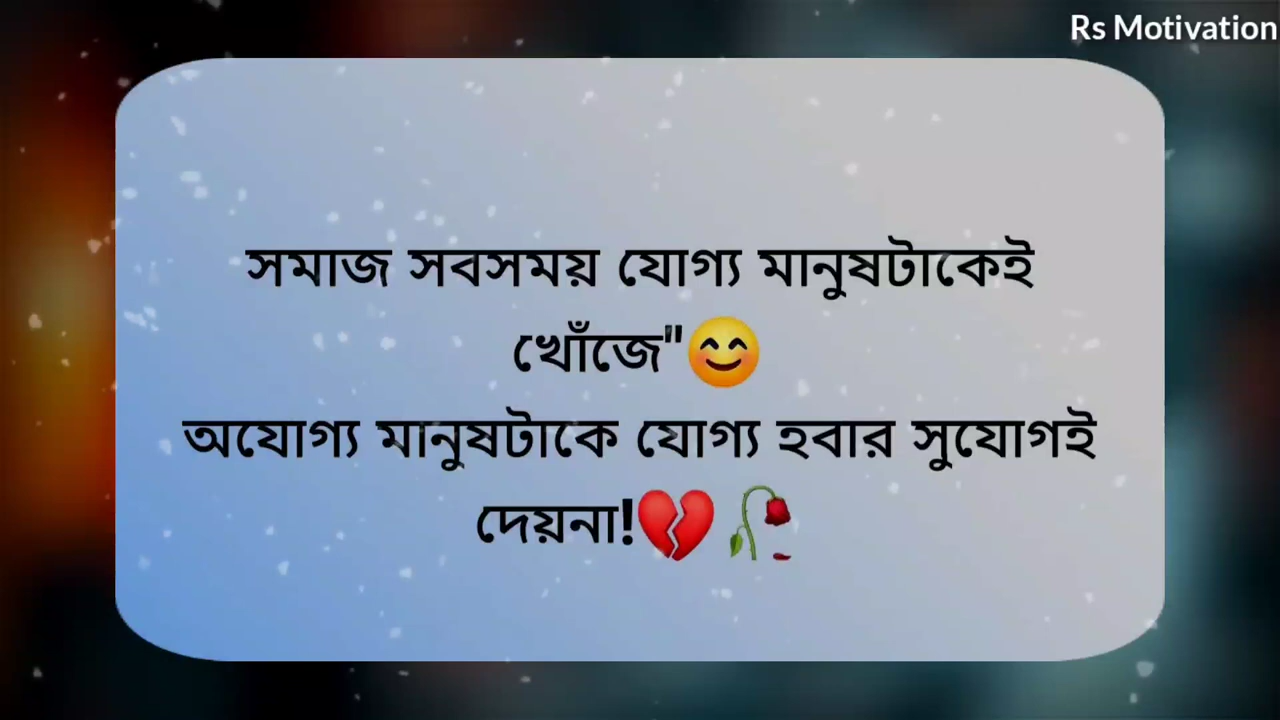 Rs Motivation
সমাজ সবসময় যোগ্য মানুষটাকেই
খোঁজে"😊
অযোগ্য মানুষটাকে যোগ্য হবার সুযোগই
দেয়না!💔🥀